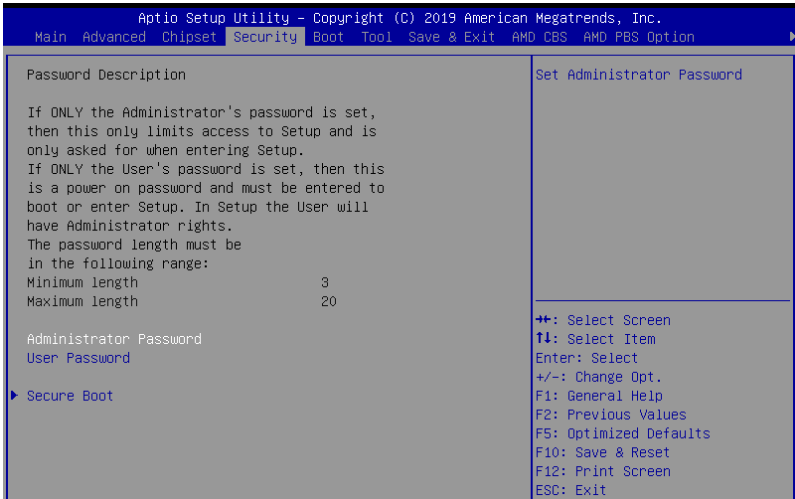 Aptio Setup Utility – Copyright (C) 2019 American Megatrends, Inc.
Main Advanced Chipset Security Boot Tool Save & Exit AMD CBS AMD PBS Option
Password Description
If ONLY the Administrator's password is set,
then this only limits access to Setup and is
only asked for when entering Setup.
If ONLY the User's password is set, then this
is a power on password and must be entered to
boot or enter Setup. In Setup the User will
have Administrator rights.
The password length must be
in the following range:
Minimum length 3
Maximum length 20
Administrator Password
User Password
Secure Boot
Set Administrator Password
→←: Select Screen
↑↓: Select Item
Enter: Select
+/-: Change Opt.
F1: General Help
F2: Previous Values
F5: Optimized Defaults
F10: Save & Reset
F12: Print Screen
ESC: Exit